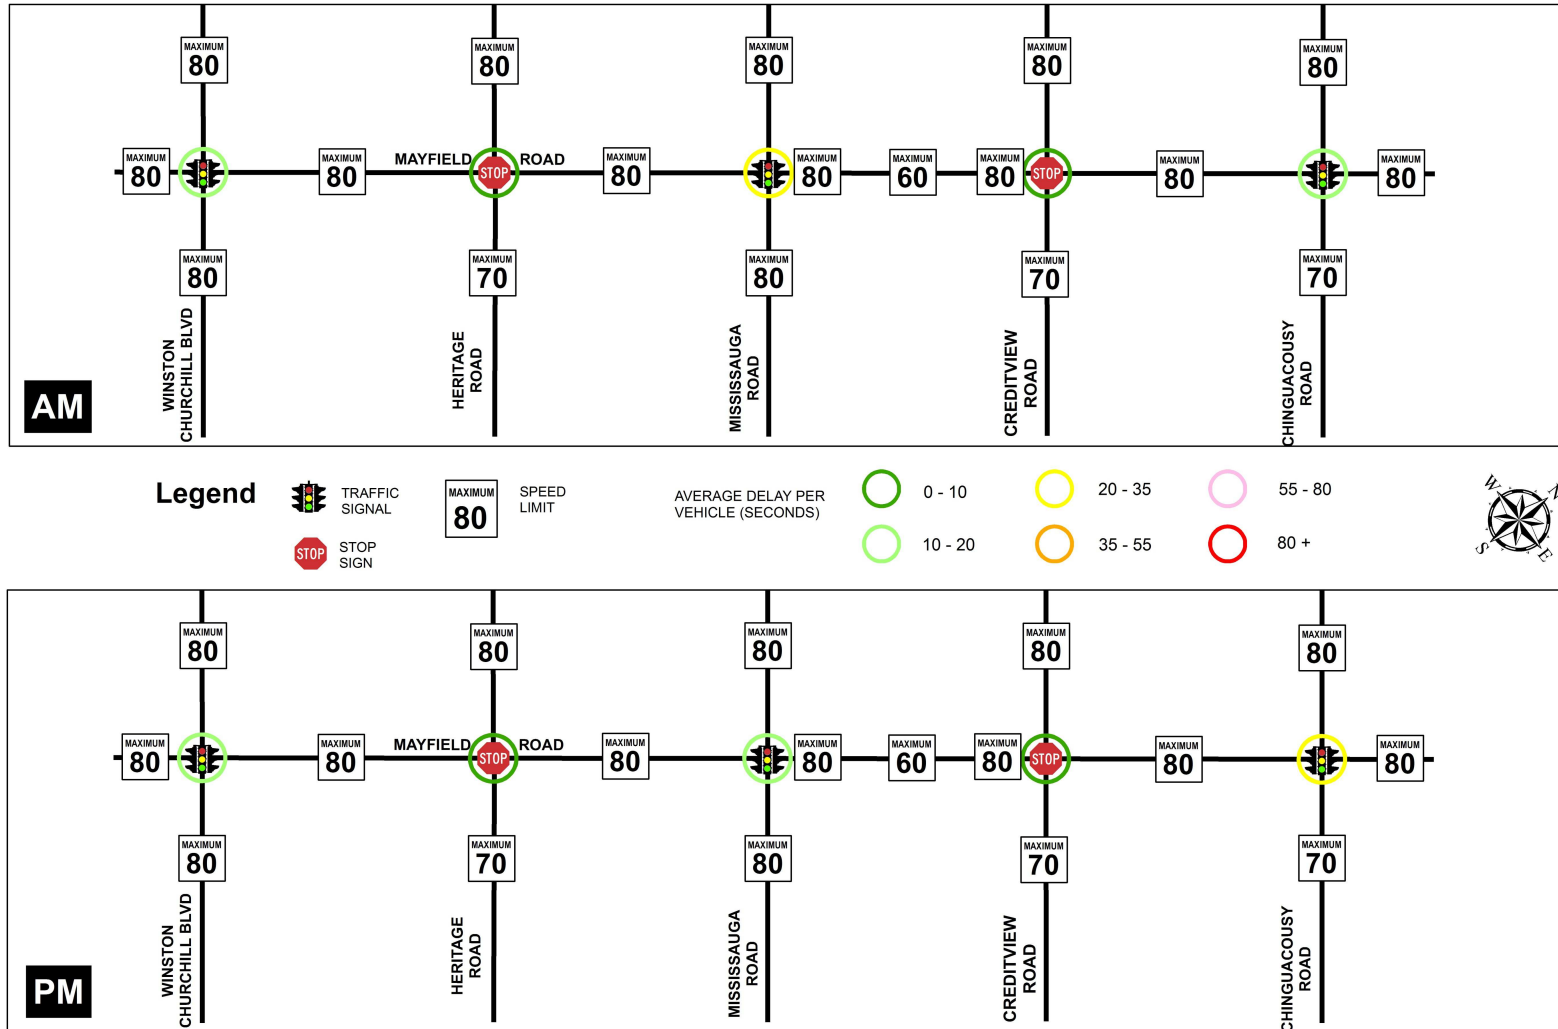 MAXIMUM
80
MAXIMUM
80
MAXIMUM
80
MAXIMUM
80
MAXIMUM
80
MAXIMUM
80
MAXIMUM
80
MAYFIELD
STOP
ROAD
MAXIMUM
80
MAXIMUM
80
MAXIMUM
60
MAXIMUM
80
STOP
MAXIMUM
80
MAXIMUM
80
MAXIMUM
80
MAXIMUM
70
MAXIMUM
80
MAXIMUM
70
MAXIMUM
70
WINSTON
CHURCHILL BLVD
HERITAGE
ROAD
MISSISSAUGA
ROAD
CREDITVIEW
ROAD
CHINGUACOUSY
ROAD
AM
Legend
TRAFFIC
SIGNAL
STOP
STOP
SIGN
MAXIMUM
80
SPEED
LIMIT
AVERAGE DELAY PER
VEHICLE (SECONDS)
0 - 10
10 - 20
20 - 35
35 - 55
55 - 80
80 +
W
N
S
E
MAXIMUM
80
MAXIMUM
80
MAXIMUM
80
MAXIMUM
80
MAXIMUM
80
MAXIMUM
80
MAXIMUM
80
MAYFIELD
STOP
ROAD
MAXIMUM
80
MAXIMUM
80
MAXIMUM
60
MAXIMUM
80
STOP
MAXIMUM
80
MAXIMUM
80
MAXIMUM
80
MAXIMUM
70
MAXIMUM
80
MAXIMUM
70
MAXIMUM
70
WINSTON
CHURCHILL BLVD
HERITAGE
ROAD
MISSISSAUGA
ROAD
CREDITVIEW
ROAD
CHINGUACOUSY
ROAD
PM